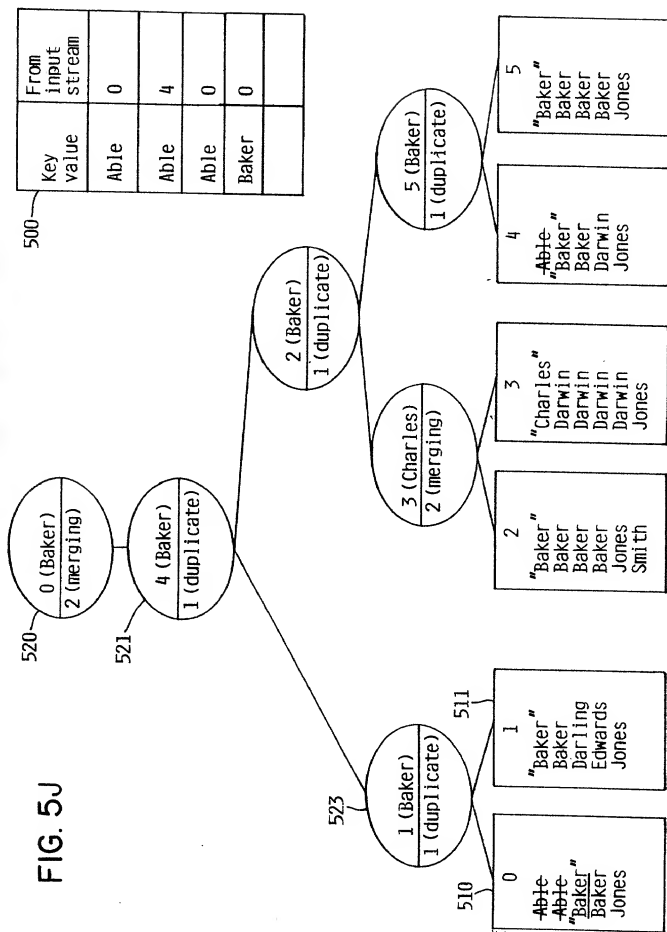 FIG. 5J
500
Key value
From input stream
Able 0
Able 4
Able 0
Baker 0
520
0 (Baker)
2 (merging)
521
4 (Baker)
1 (duplicate)
2 (Baker)
1 (duplicate)
523
1 (Baker)
1 (duplicate)
3 (Charles)
2 (merging)
5 (Baker)
1 (duplicate)
510
0
Able
Able
"Baker"
Baker
Jones
511
1
"Baker"
Baker
Darling
Edwards
Jones
2
"Baker"
Baker
Baker
Baker
Jones
Smith
3
"Charles"
Darwin
Darwin
Darwin
Jones
4
Able
"Baker"
Baker
Darwin
Jones
5
"Baker"
Baker
Baker
Baker
Jones